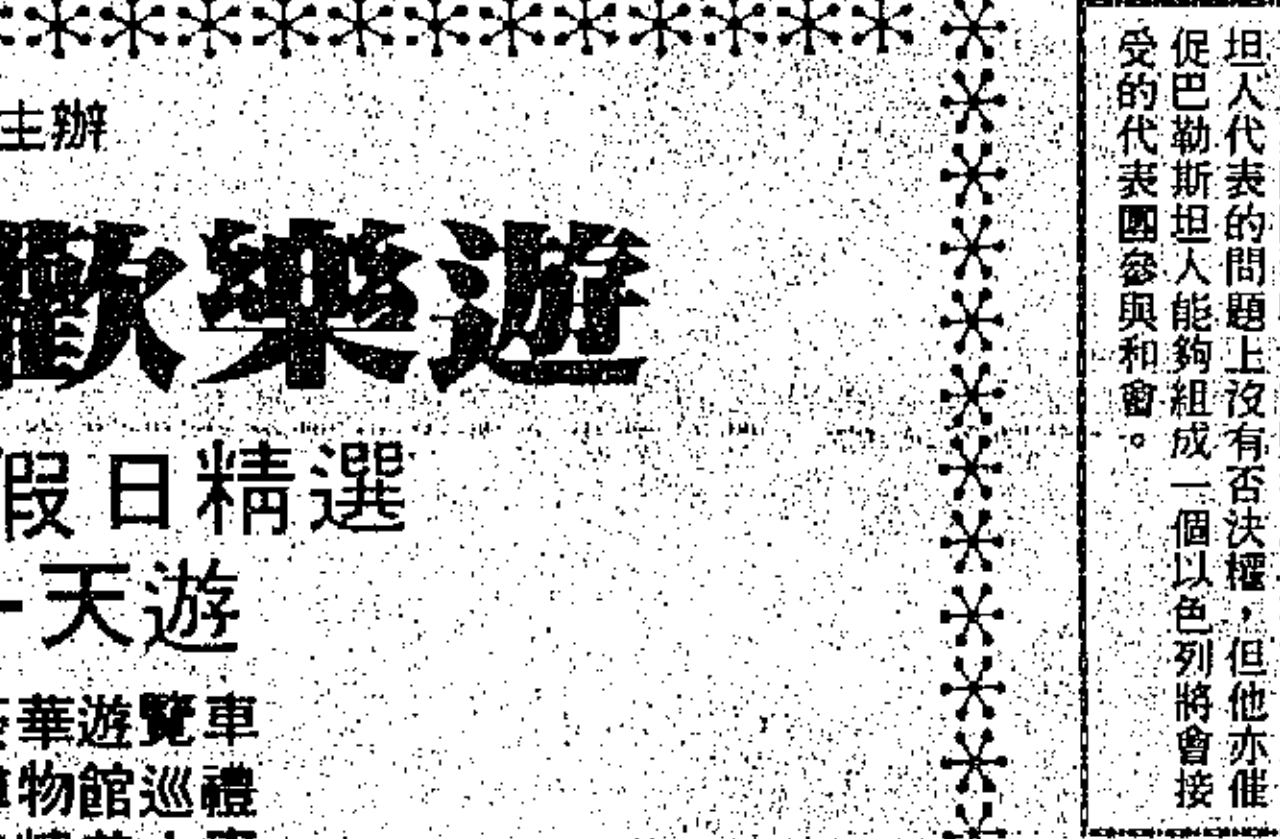 主辦
歡樂遊
假日精選
天遊
華遊覽車
物館巡禮
坦人代表的問題上沒有否決權，但他亦催
促巴勒斯坦人能夠組成一個以色列將會接
受的代表團參與和會。